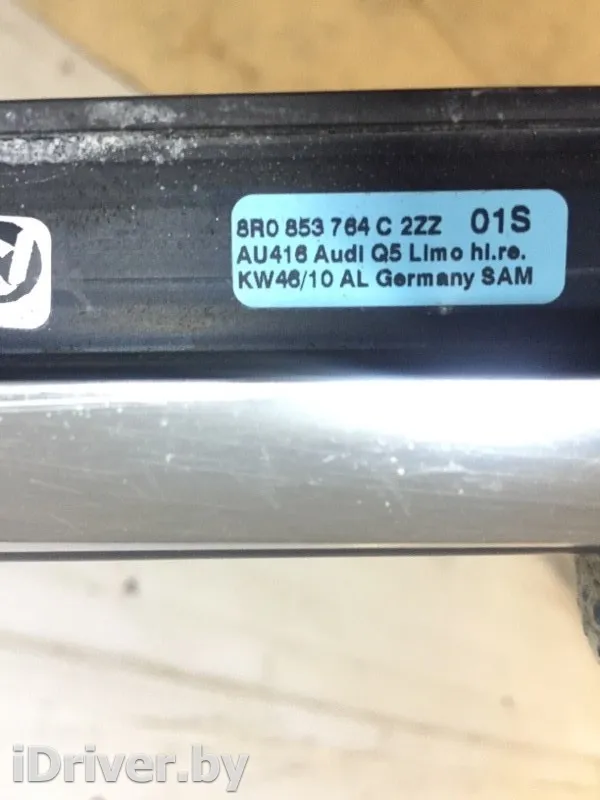 8R0 853 764 C 2ZZ 01S
AU416 Audi Q5 Limo hi.re.
KW46/10 AL Germany SAM
iDriver.by